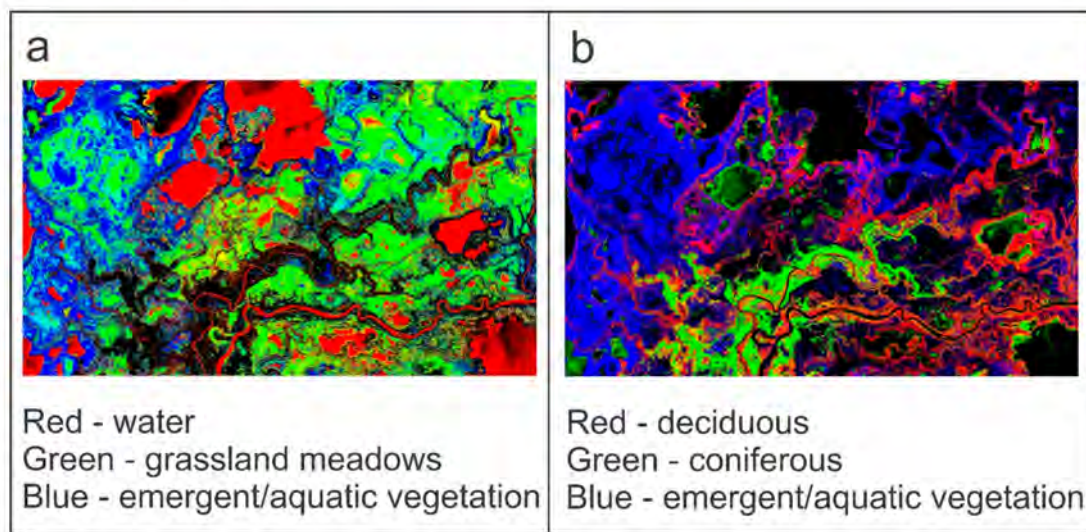 a
b
Red - water
Green - grassland meadows
Blue - emergent/aquatic vegetation
Red - deciduous
Green - coniferous
Blue - emergent/aquatic vegetation